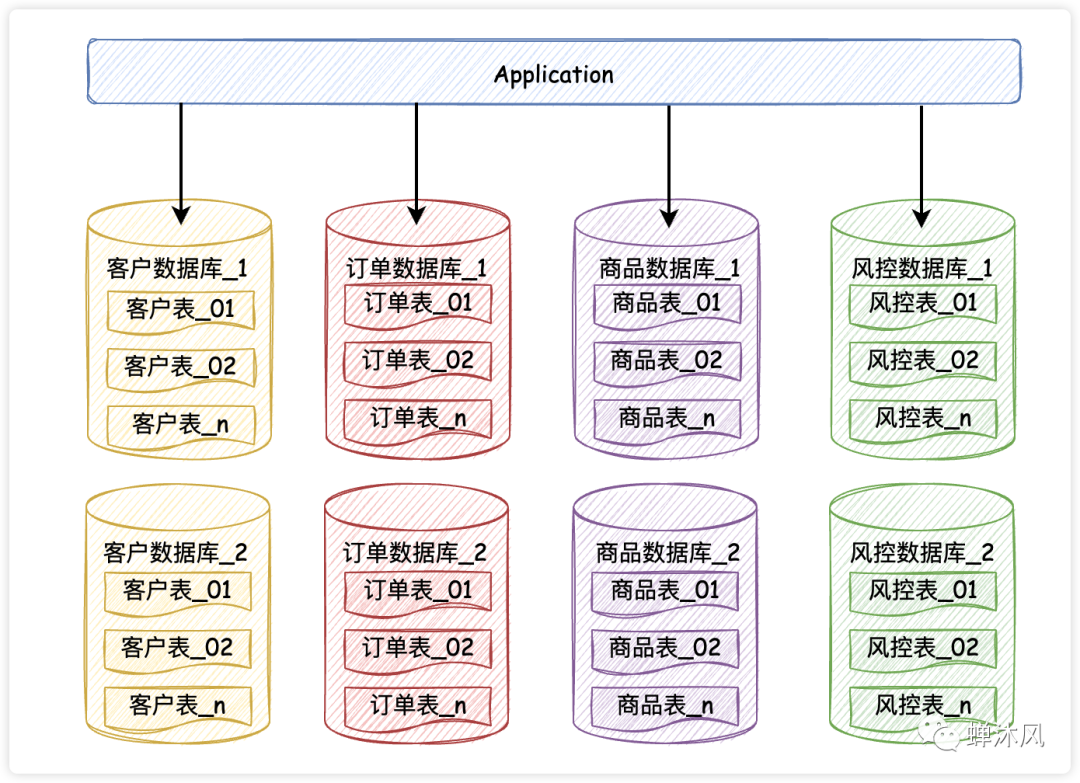 Application
客户数据库_1
客户表_01
客户表_02
客户表_n
订单数据库_1
订单表_01
订单表_02
订单表_n
商品数据库_1
商品表_01
商品表_02
商品表_n
风控数据库_1
风控表_01
风控表_02
风控表_n
客户数据库_2
客户表_01
客户表_02
客户表_n
订单数据库_2
订单表_01
订单表_02
订单表_n
商品数据库_2
商品表_01
商品表_02
商品表_n
风控数据库_2
风控表_01
风控表_02
风控表_n
蝉沐风